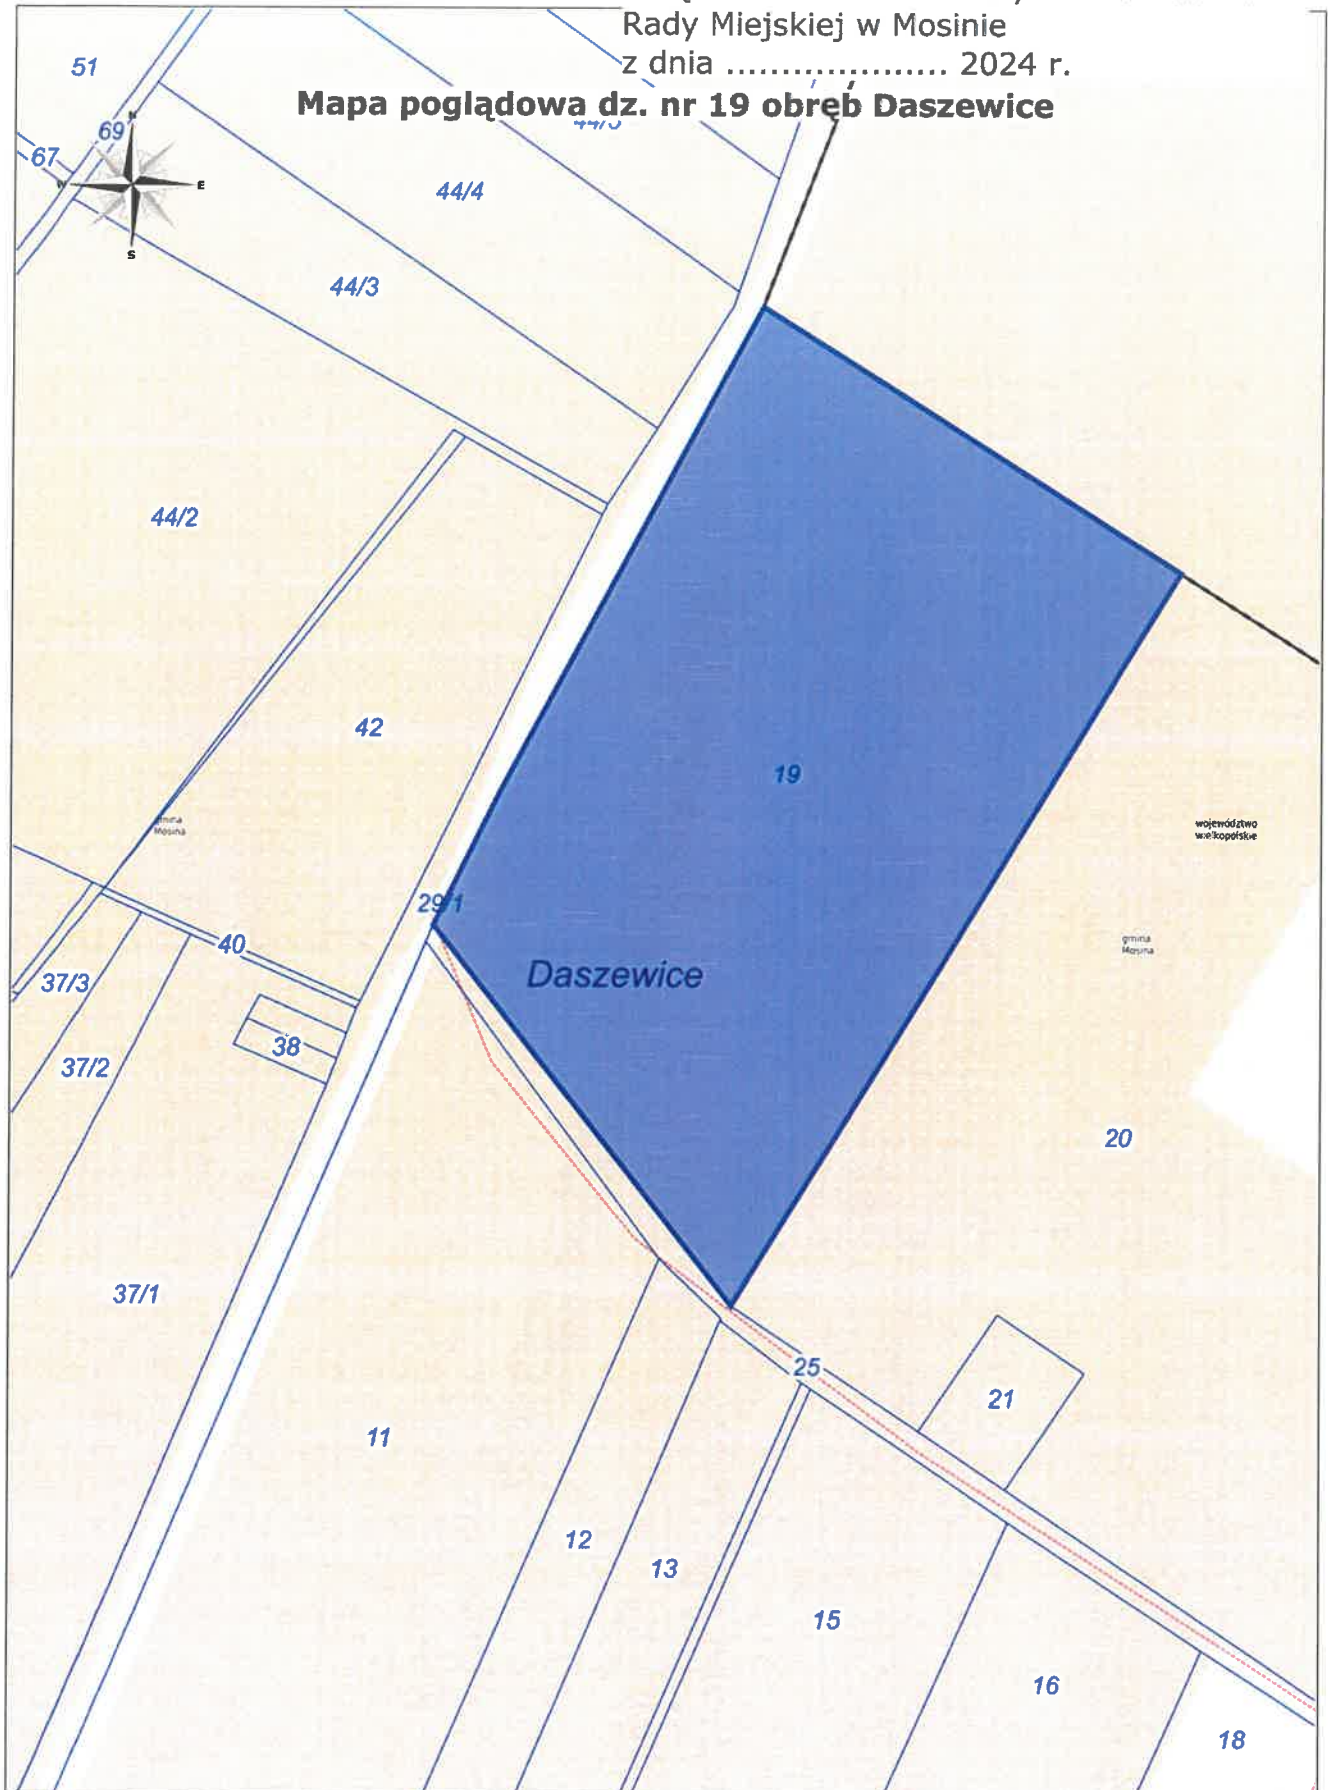 Rady Miejskiej w Mosinie
z dnia .................... 2024 r.
Mapa poglądowa dz. nr 19 obręb Daszewice
51
69
67
N
E
S
44/4
44/3
44/2
42
19
gmina
Mosina
województwo
wielkopolskie
29/1
40
Daszewice
gmina
Mosina
37/3
38
37/2
20
37/1
25
21
11
12
13
15
16
18